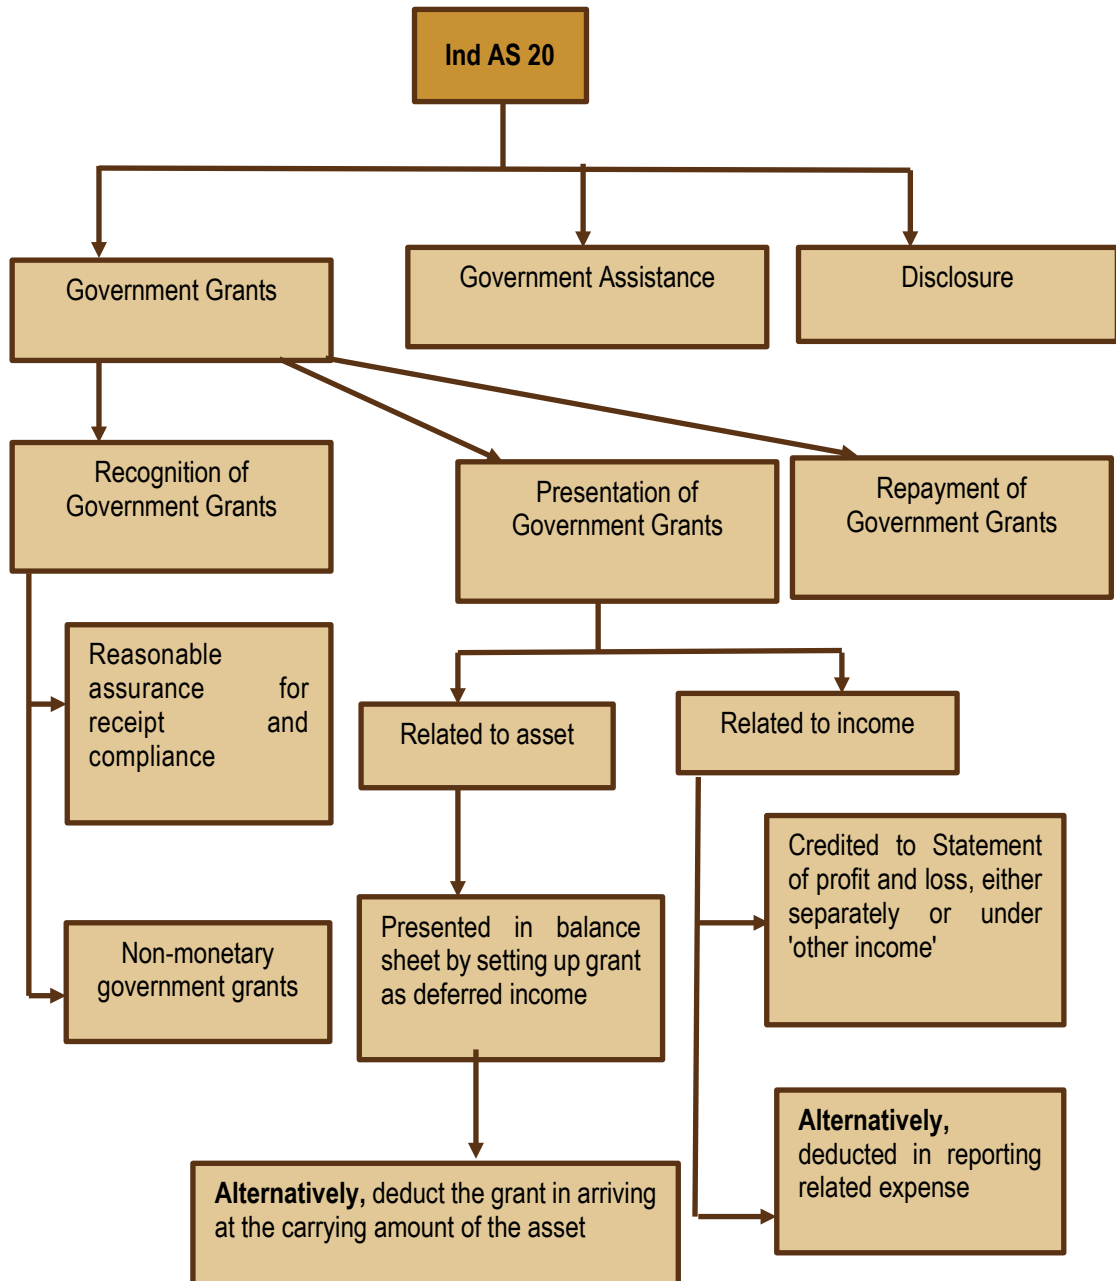 Ind AS 20
Government Grants
Government Assistance
Disclosure
Recognition of
Government Grants
Presentation of
Government Grants
Repayment of
Government Grants
Reasonable
assurance for
receipt and
compliance
Non-monetary
government grants
Related to asset
Related to income
Presented in balance
sheet by setting up grant
as deferred income
Alternatively, deduct the grant in arriving
at the carrying amount of the asset
Credited to Statement
of profit and loss, either
separately or under
'other income'
Alternatively,
deducted in reporting
related expense